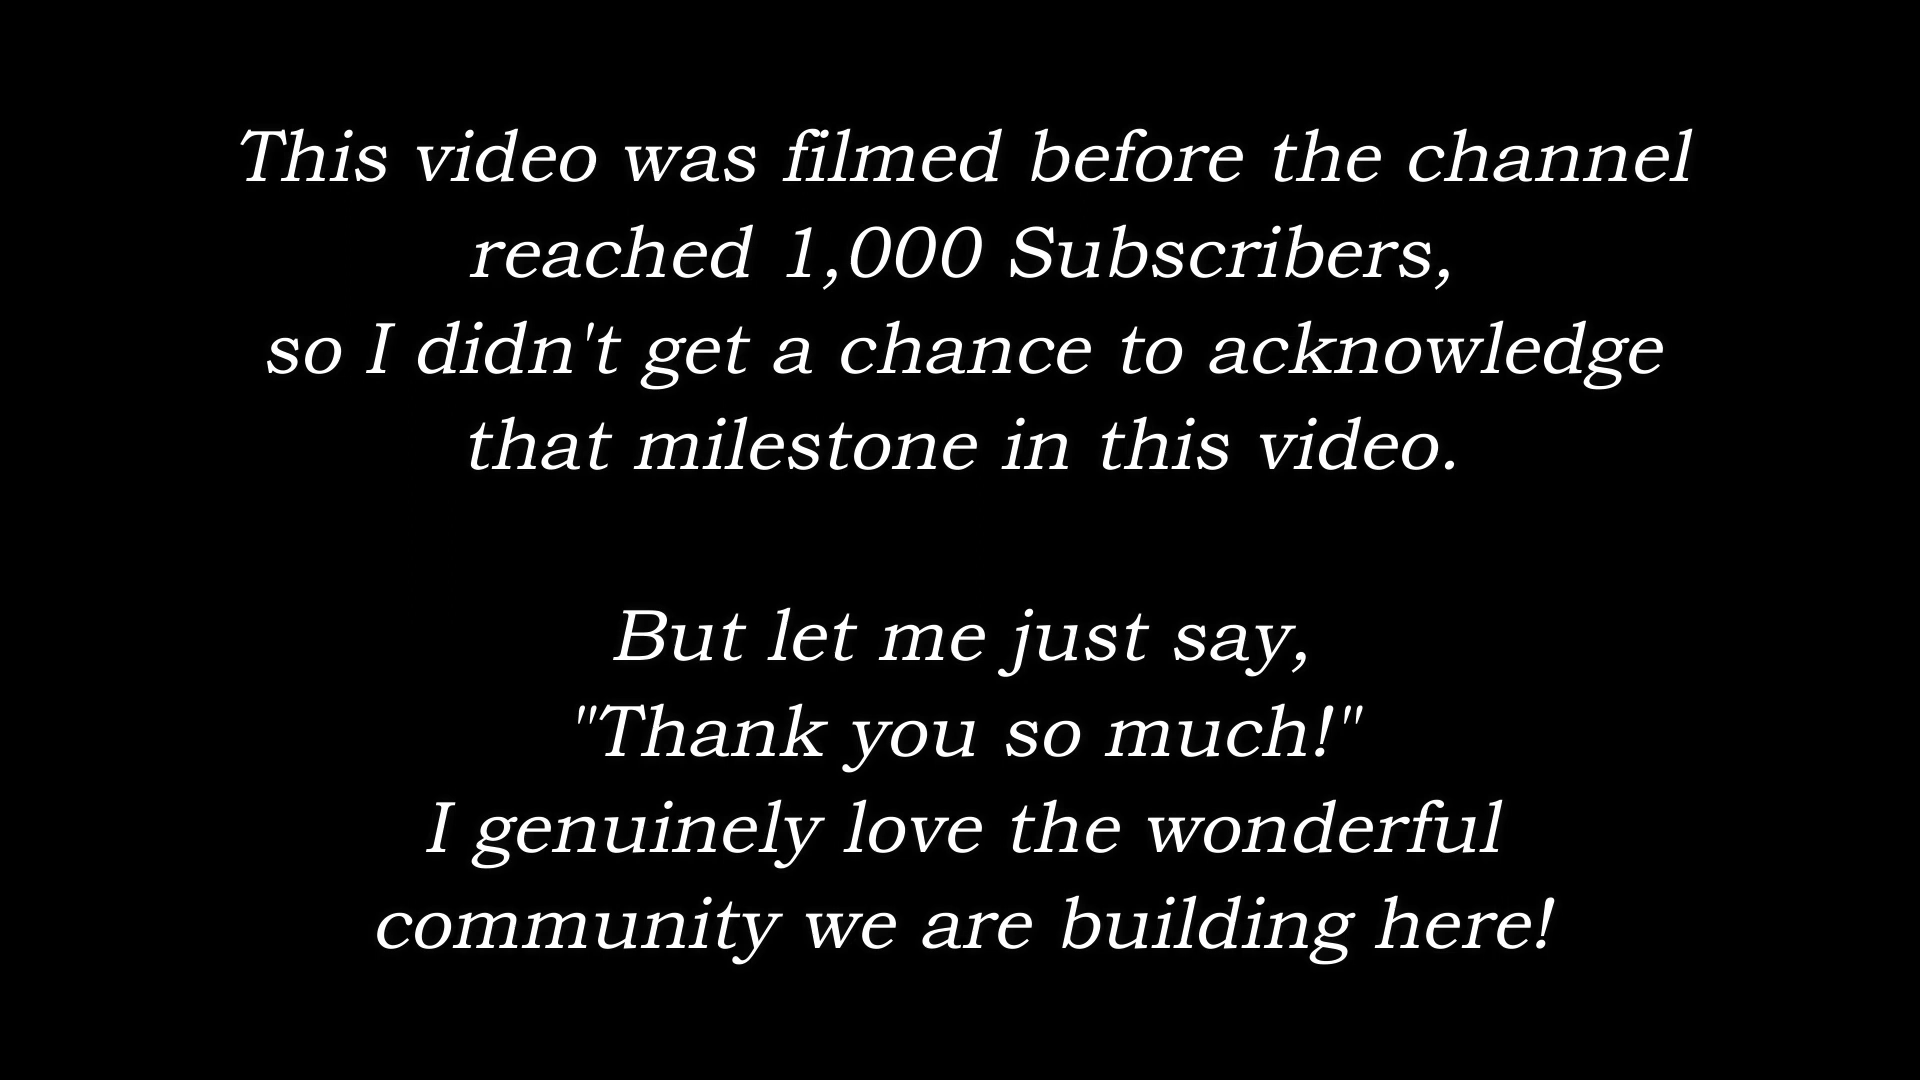 This video was filmed before the channel
reached 1,000 Subscribers,
so I didn't get a chance to acknowledge
that milestone in this video.
But let me just say,
"Thank you so much!"
I genuinely love the wonderful
community we are building here!